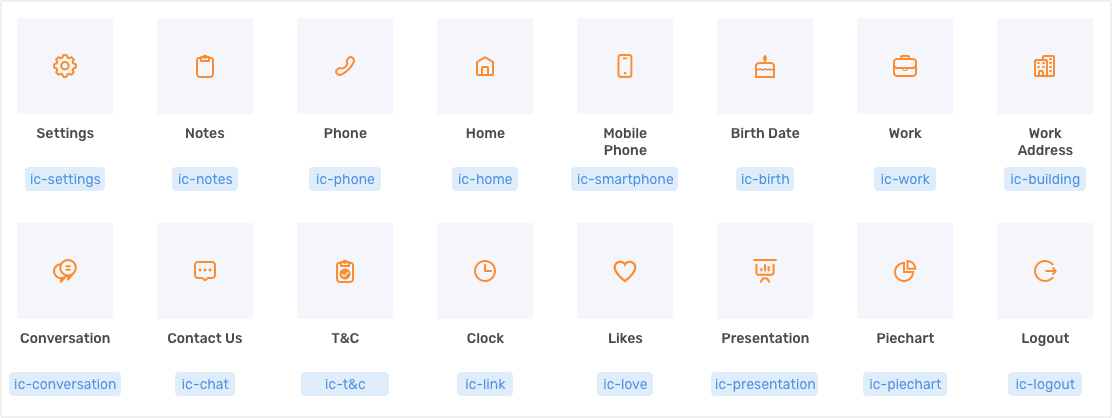 Settings
Notes
Phone
Home
Mobile
Phone
Birth Date
Work
Work
Address
ic-settings
ic-notes
ic-phone
ic-home
ic-smartphone
ic-birth
ic-work
ic-building
Conversation
Contact Us
T&C
Clock
Likes
Presentation
Piechart
Logout
ic-conversation
ic-chat
ic-t&c
ic-link
ic-love
ic-presentation
ic-piechart
ic-logout